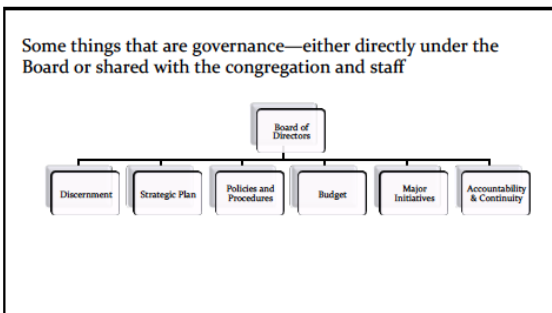 Some things that are governance—either directly under the
Board or shared with the congregation and staff
Board of
Directors
Discernment
Strategic Plan
Policies and
Procedures
Budget
Major
Initiatives
Accountability
& Continuity